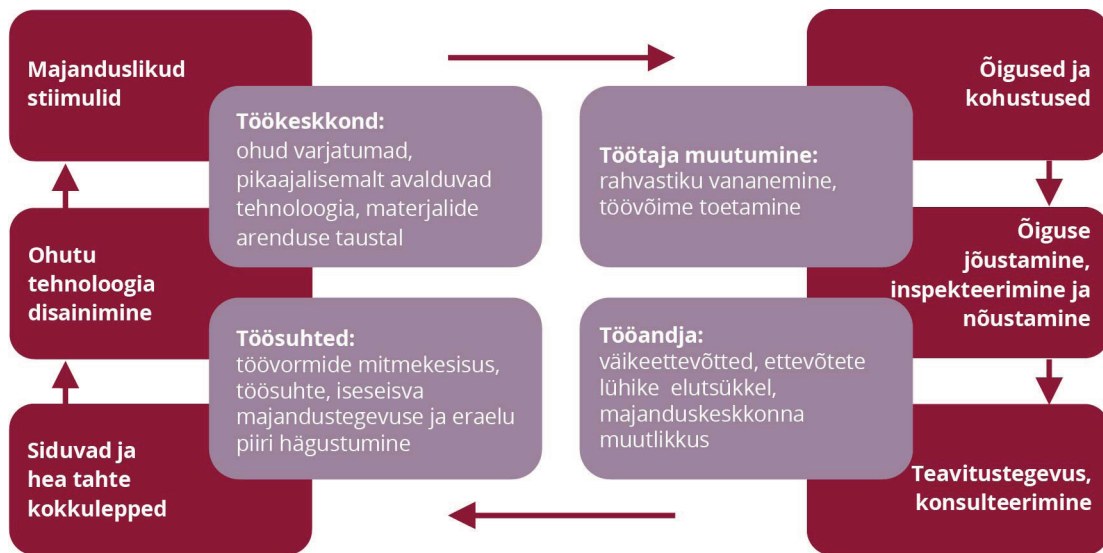 Majanduslikud
stiimulid
Õigused ja
kohustused
Töökeskkond:
ohud varjatumad,
pikaajalisemalt avalduvad
tehnoloogia, materjalide
arenduse taustal
Töötaja muutumine:
rahvastiku vananemine,
töövõime toetamine
Ohutu
tehnoloogia
disainimine
Õiguse
jõustamine,
inspekteerimine ja
nõustamine
Töösuhted:
töövormide mitmekesisus,
töösuhte, iseseisva
majandustegevuse ja eraelu
piiri hägustumine
Tööandja:
väikeettevõtted, ettevõtete
lühike elutsükkel,
majanduskeskkonna
muutlikkus
Siduvad ja
hea tahte
kokkulepped
Teavitustegevus,
konsulteerimine